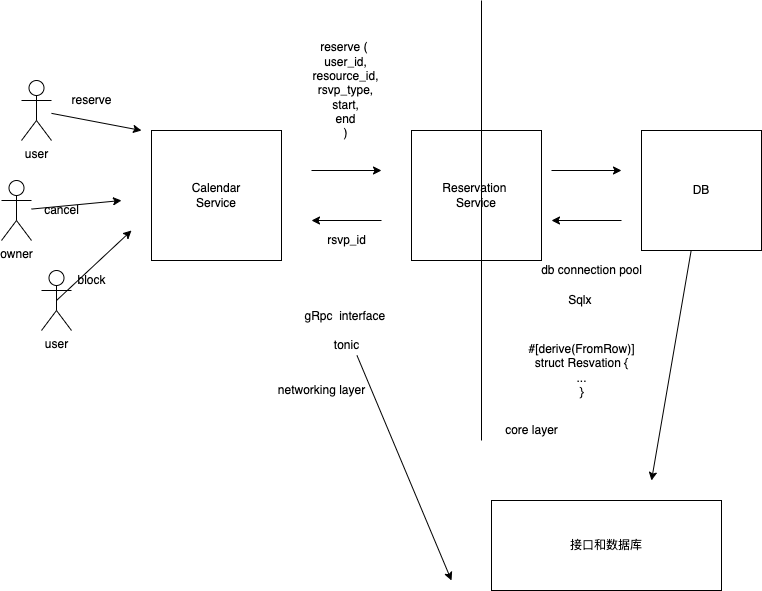 reserve (
user_id,
resource_id,
rsvp_type,
start,
end
)
reserve
user
cancel
owner
block
user
Calendar
Service
Reservation
Service
DB
rsvp_id
db connection pool
Sqlx
gRpc  interface
tonic
#[derive(FromRow)]
struct Resvation {
...
}
networking layer
core layer
接口和数据库